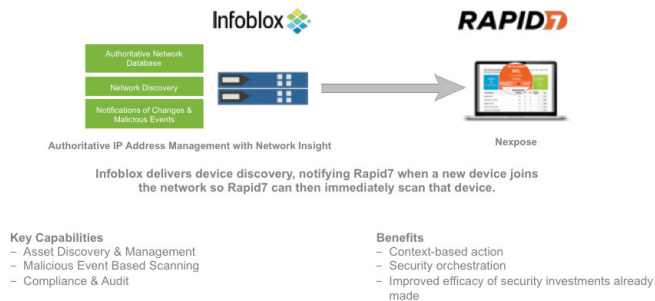 Infoblox
RAPID7
Authoritative Network
Database
Network Discovery
Notifications of Changes &
Malicious Events
Authoritative IP Address Management with Network Insight
Nexpose
Infoblox delivers device discovery, notifying Rapid7 when a new device joins
the network so Rapid7 can then immediately scan that device.
Key Capabilities
– Asset Discovery & Management
– Malicious Event Based Scanning
– Compliance & Audit
Benefits
– Context-based action
– Security orchestration
– Improved efficacy of security investments already
made